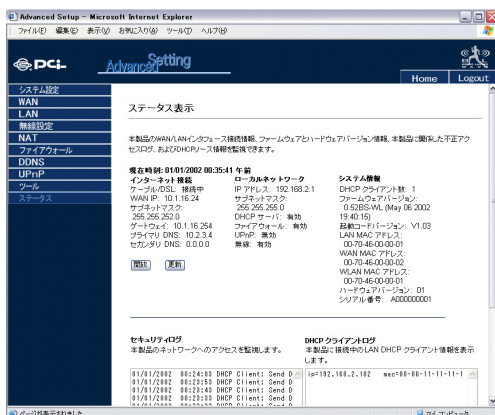 Advanced Setup - Microsoft Internet Explorer
ファイル(F) 編集(E) 表示(V) お気に入り(A) ツール(T) ヘルプ(H)
PCi
Advanced Setting
Home Logout
システム設定
WAN
LAN
無線設定
NAT
ファイアウォール
DDNS
UPnP
ツール
ステータス
ステータス表示
本製品のWAN/LANインタフェース接続情報、ファームウェアとハードウェアバージョン情報、本製品に関係した不正アク
セスログ、およびDHCPリース情報を監視できます。
現在時刻: 01/01/2002 00:35:41 午前
インターネット接続
ケーブル/DSL: 接続中
WAN IP: 10.1.16.24
サブネットマスク:
255.255.252.0
ゲートウェイ: 10.1.16.254
プライマリ DNS: 10.2.3.4
セカンダリ DNS: 0.0.0.0
ローカルネットワーク
IP アドレス: 192.168.2.1
サブネットマスク:
255.255.255.0
DHCP サーバ: 有効
ファイアウォール: 有効
UPnP: 無効
無線: 有効
システム情報
DHCP クライアント数: 1
ファームウェアバージョン:
0.52BS-WL (May 06 2002
19:40:15)
起動コードバージョン: V1.03
LAN MAC アドレス:
00-70-46-00-00-01
WAN MAC アドレス:
00-70-46-00-00-02
WLAN MAC アドレス:
00-70-46-00-01-01
ハードウェアバージョン: 01
シリアル番号: A000000001
開放 更新
セキュリティログ
本製品のネットワークへのアクセスを監視します。
01/01/2002 00:24:03 DHCP Client: Send D
01/01/2002 00:23:53 DHCP Client: Send D
01/01/2002 00:23:43 DHCP Client: Send D
01/01/2002 00:23:33 DHCP Client: Send D
DHCP クライアントログ
本製品に接続中のLAN DHCP クライアント情報を表示
します。
ip=192.168.2.102 mac=00-00-11-11-11-1
ページが表示されました
マイ コンピュータ